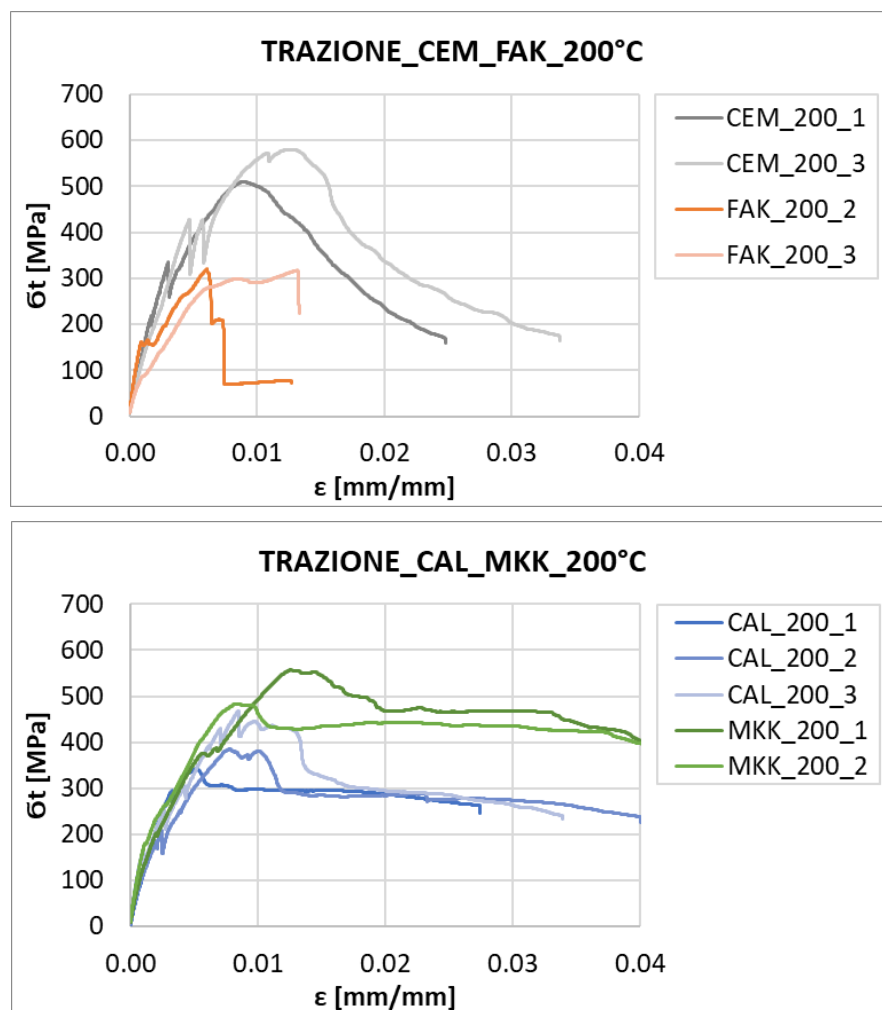 TRAZIONE_CEM_FAK_200°C
700
600
500
400
300
200
100
0
Ϭt [MPa]
0.00 0.01 0.02 0.03 0.04
ε [mm/mm]
CEM_200_1
CEM_200_3
FAK_200_2
FAK_200_3
TRAZIONE_CAL_MKK_200°C
700
600
500
400
300
200
100
0
Ϭt [MPa]
0.00 0.01 0.02 0.03 0.04
ε [mm/mm]
CAL_200_1
CAL_200_2
CAL_200_3
MKK_200_1
MKK_200_2